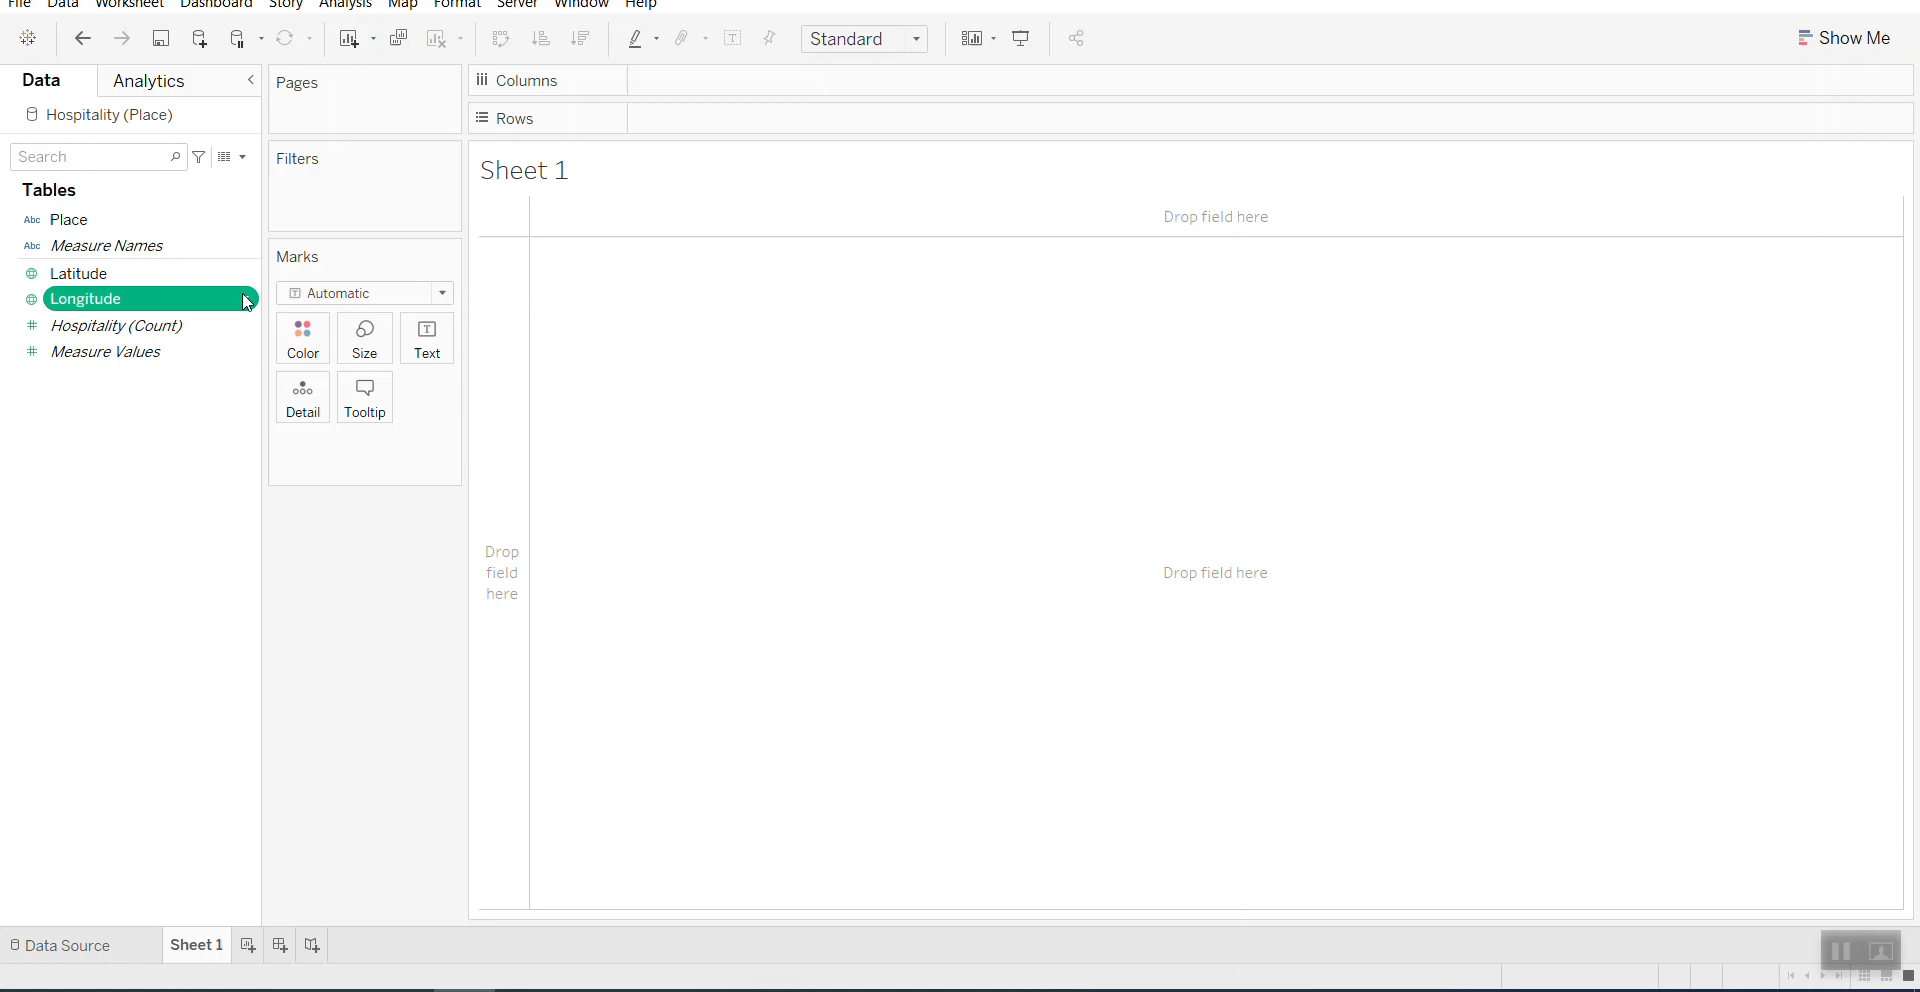 File Data Worksheet Dashboard Story Analysis Map Format Server Window Help
Standard
Show Me
Data Analytics
Hospitality (Place)
Search
Tables
Abc Place
Abc Measure Names
Latitude
Longitude
# Hospitality (Count)
# Measure Values
Pages
Filters
Marks
T Automatic
Color Size T Text
Detail Tooltip
Columns
Rows
Sheet 1
Drop field here
Drop
field
here
Drop field here
Data Source Sheet 1